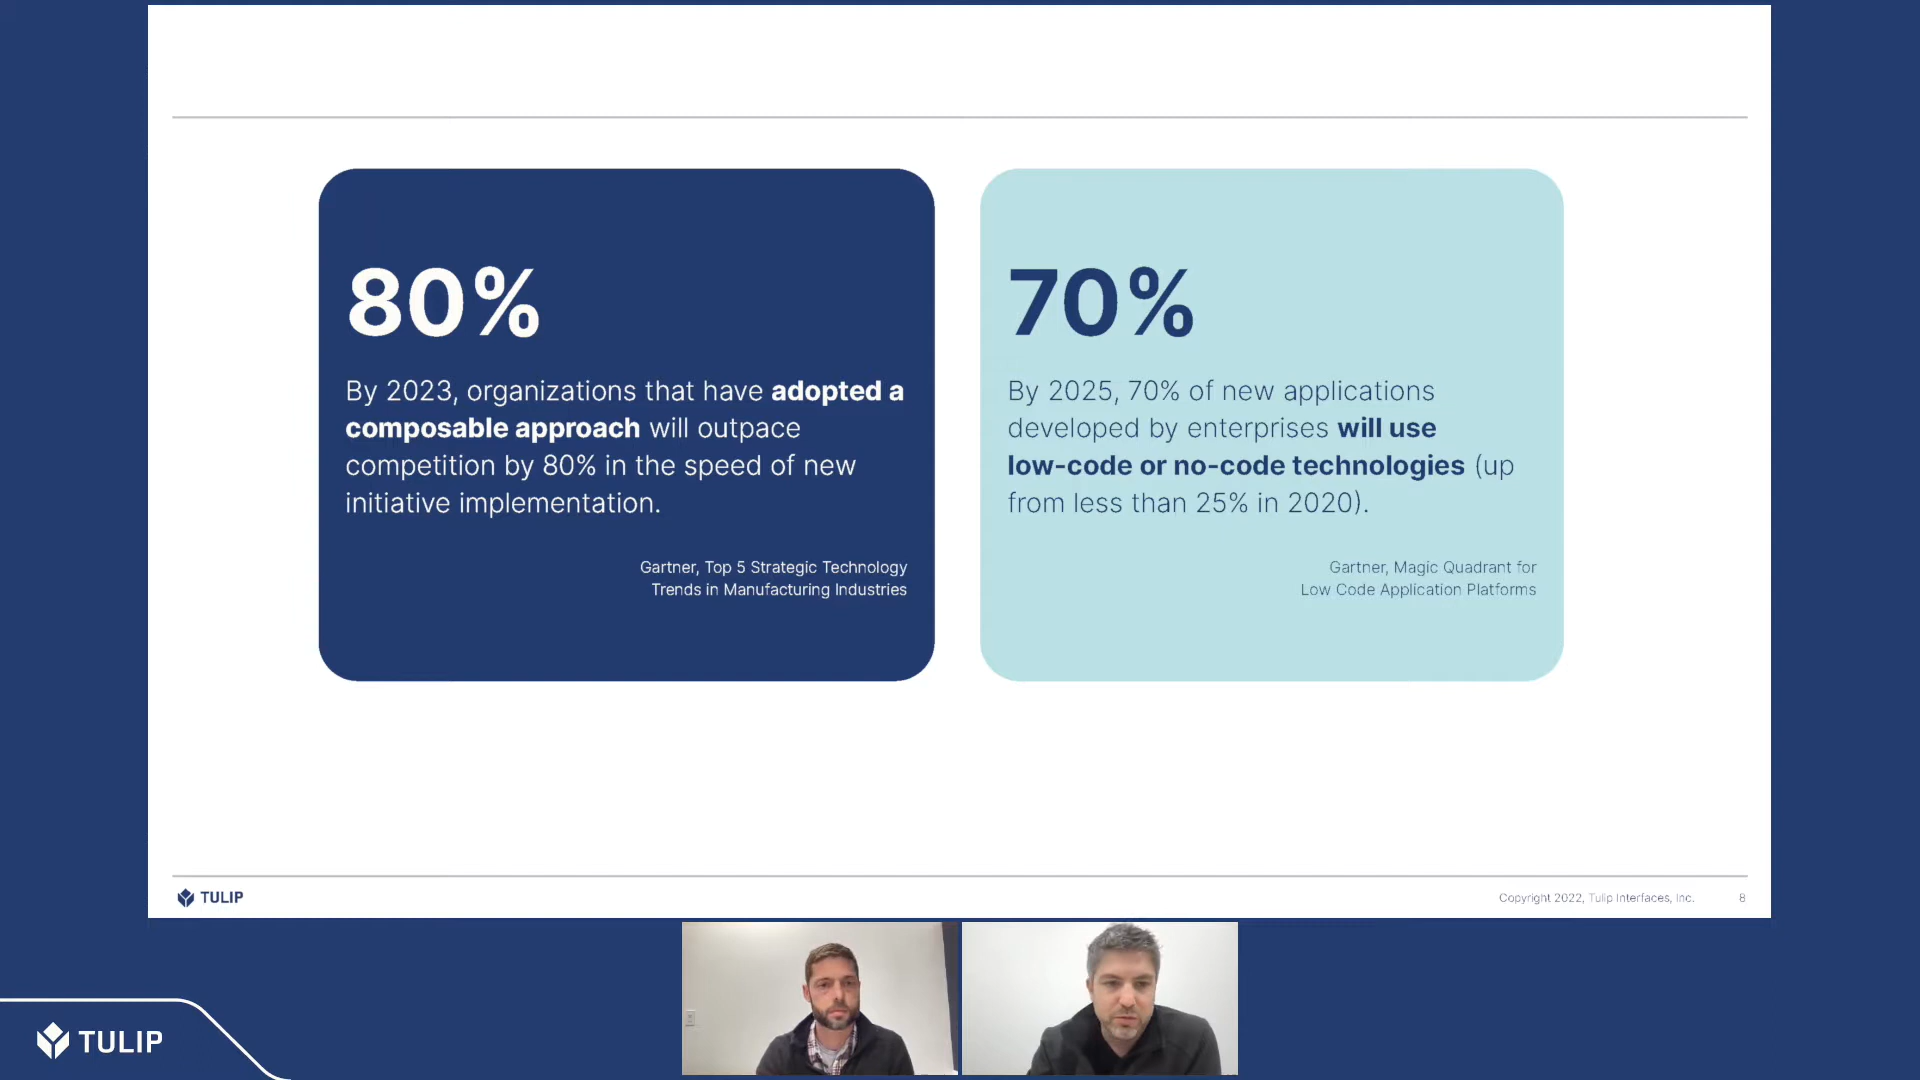 80%
By 2023, organizations that have adopted a
composable approach will outpace
competition by 80% in the speed of new
initiative implementation.
Gartner, Top 5 Strategic Technology
Trends in Manufacturing Industries
70%
By 2025, 70% of new applications
developed by enterprises will use
low-code or no-code technologies (up
from less than 25% in 2020).
Gartner, Magic Quadrant for
Low Code Application Platforms
TULIP
Copyright 2022, Tulip Interfaces, Inc.
8
TULIP